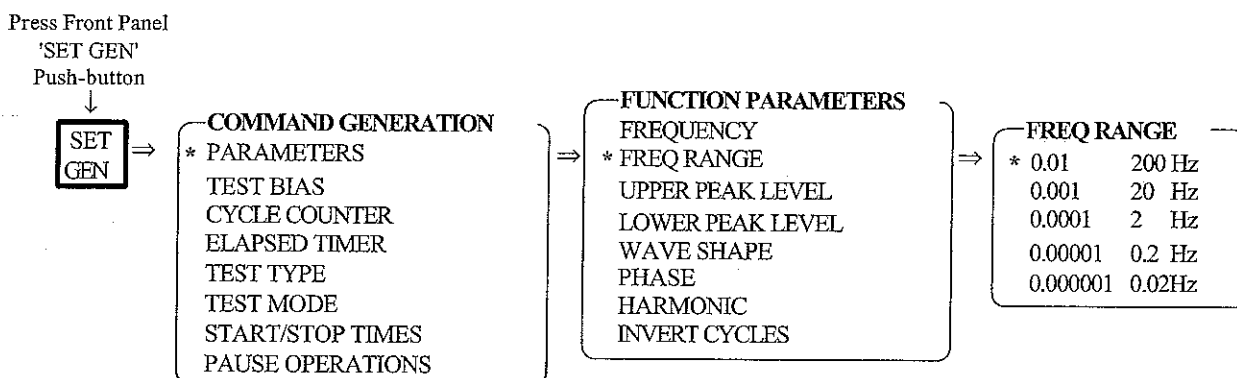 Press Front Panel
'SET GEN'
Push-button
↓
SET
GEN
⇒
COMMAND GENERATION
* PARAMETERS
TEST BIAS
CYCLE COUNTER
ELAPSED TIMER
TEST TYPE
TEST MODE
START/STOP TIMES
PAUSE OPERATIONS
⇒
FUNCTION PARAMETERS
FREQUENCY
* FREQ RANGE
UPPER PEAK LEVEL
LOWER PEAK LEVEL
WAVE SHAPE
PHASE
HARMONIC
INVERT CYCLES
⇒
FREQ RANGE
* 0.01 200 Hz
0.001 20 Hz
0.0001 2 Hz
0.00001 0.2 Hz
0.000001 0.02Hz